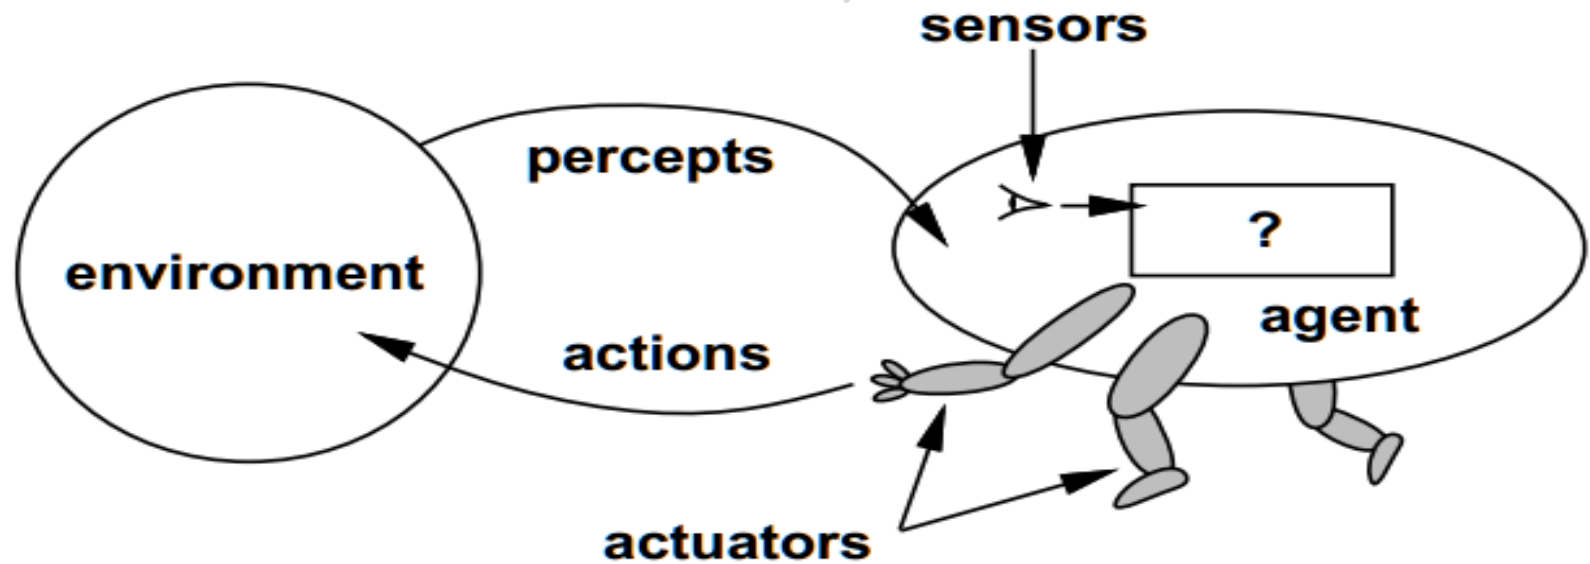 sensors
percepts
?
environment
agent
actions
actuators